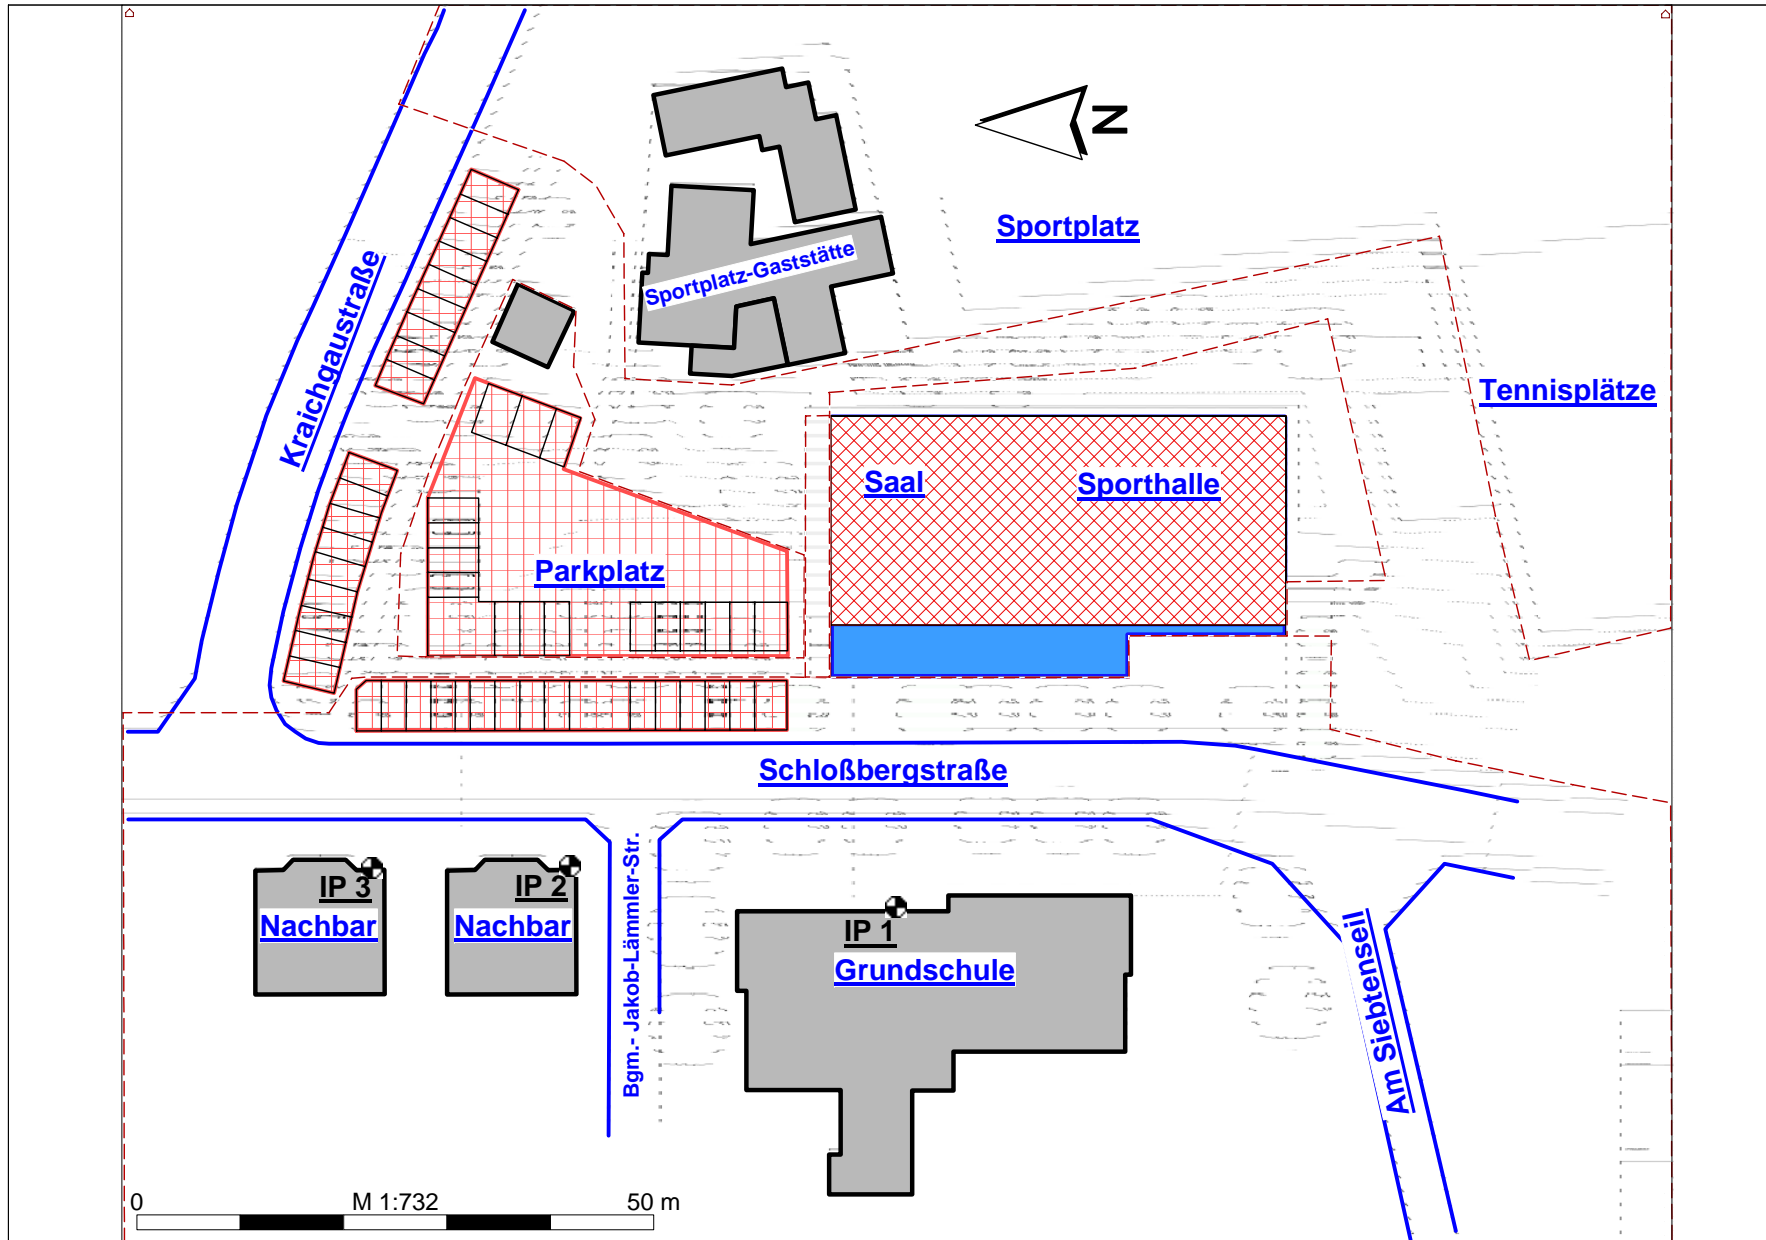 N
Sportplatz
Sportplatz-Gaststätte
Kraichgaustraße
Tennisplätze
Saal
Sporthalle
Parkplatz
Schloßbergstraße
Bgm.- Jakob-Lämmler-Str.
IP 3
Nachbar
IP 2
Nachbar
IP 1
Grundschule
Am Siebtenseil
0
M 1:732
50 m